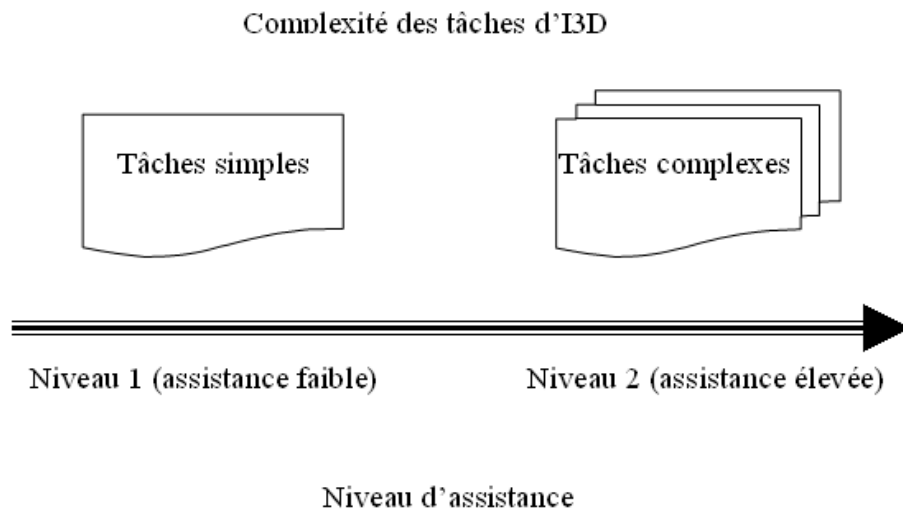 Complexité des tâches d'I3D
Tâches simples
Tâches complexes
Niveau 1 (assistance faible)
Niveau 2 (assistance élevée)
Niveau d'assistance